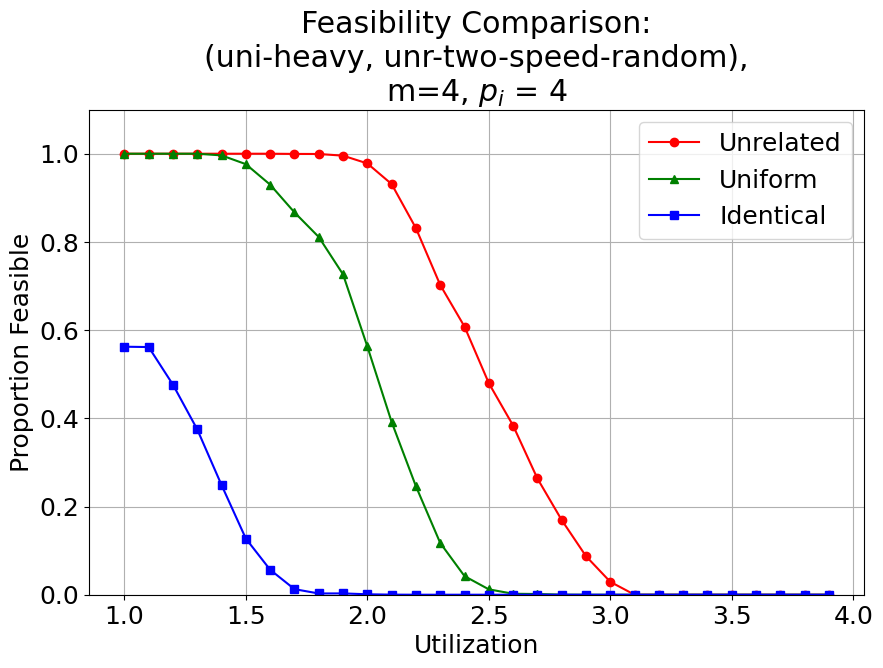 Feasibility Comparison:
(uni-heavy, unr-two-speed-random),
m=4, p_i = 4
Unrelated
Uniform
Identical
Proportion Feasible
1.0
0.8
0.6
0.4
0.2
0.0
1.0 1.5 2.0 2.5 3.0 3.5 4.0
Utilization